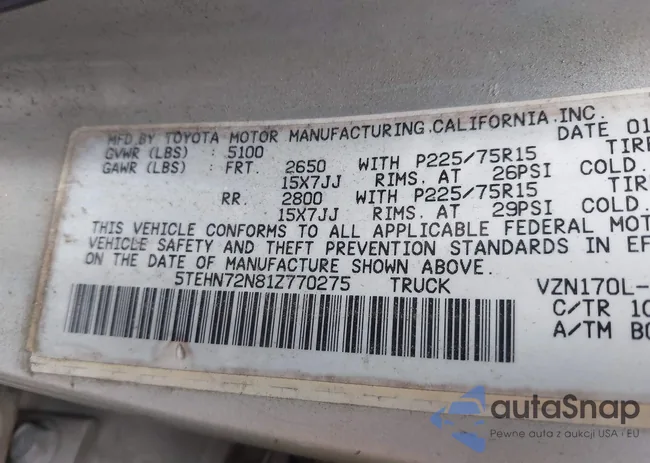 MFD.BY TOYOTA MOTOR MANUFACTURING.CALIFORNIA.INC.
DATE 01
GVWR (LBS) : 5100 TIRE
GAWR (LBS) : FRT. 2650 WITH P225/75R15
15X7JJ RIMS. AT 26PSI COLD.
RR. 2800 WITH P225/75R15 TIR
15X7JJ RIMS. AT 29PSI COLD.
THIS VEHICLE CONFORMS TO ALL APPLICABLE FEDERAL MOT
VEHICLE SAFETY AND THEFT PREVENTION STANDARDS IN EF
ON THE DATE OF MANUFACTURE SHOWN ABOVE.
5TEHN72N81Z770275 TRUCK VZN170L-
C/TR 10
A/TM B0
autaSnap
Pewne auta z aukcji USA - EU